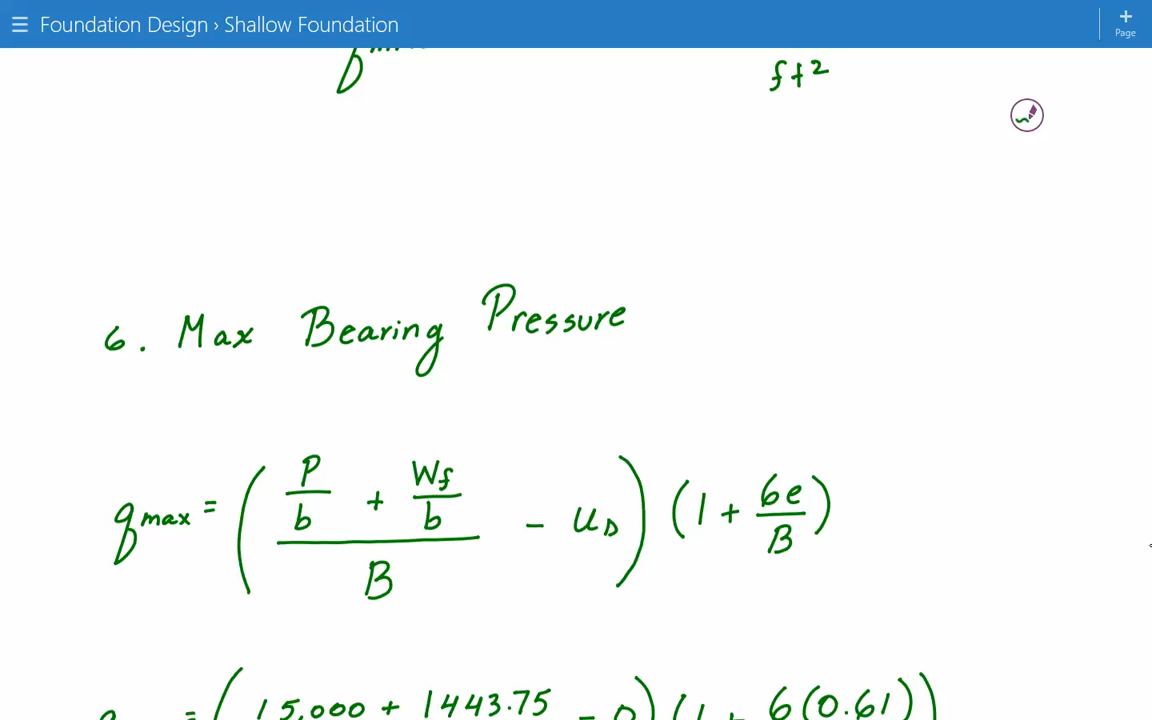 Foundation Design › Shallow Foundation
Page
ft²
6. Max Bearing Pressure
qmax = ( (P/b + Wf/b) / B - uD ) (1 + 6e/B)
15,000 + 1443.75 - 0) (1 + 6(0.61))